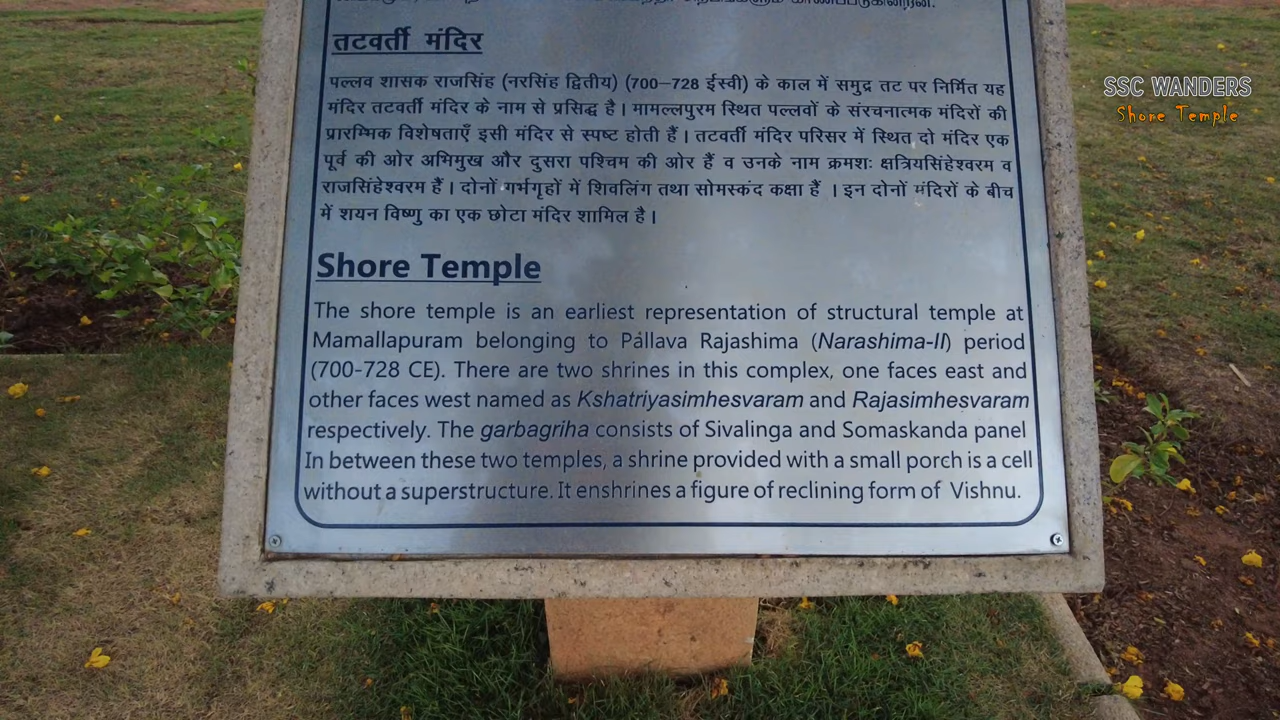 காணப்படுகின்றன.
तटवर्ती मंदिर
पल्लव शासक राजसिंह (नरसिंह द्वितीय) (700–728 ईस्वी) के काल में समुद्र तट पर निर्मित यह
मंदिर तटवर्ती मंदिर के नाम से प्रसिद्ध है। मामल्लपुरम स्थित पल्लवों के संरचनात्मक मंदिरों की
प्रारम्भिक विशेषताएँ इसी मंदिर से स्पष्ट होती हैं। तटवर्ती मंदिर परिसर में स्थित दो मंदिर एक
पूर्व की ओर अभिमुख और दुसरा पश्चिम की ओर हैं व उनके नाम क्रमशः क्षत्रियसिंहेश्वरम व
राजसिंहेश्वरम हैं। दोनों गर्भगृहों में शिवलिंग तथा सोमस्कंद कक्षा हैं । इन दोनों मंदिरों के बीच
में शयन विष्णु का एक छोटा मंदिर शामिल है।
Shore Temple
The shore temple is an earliest representation of structural temple at
Mamallapuram belonging to Pallava Rajashima (Narashima-II) period
(700-728 CE). There are two shrines in this complex, one faces east and
other faces west named as Kshatriyasimhesvaram and Rajasimhesvaram
respectively. The garbagriha consists of Sivalinga and Somaskanda panel
In between these two temples, a shrine provided with a small porch is a cell
without a superstructure. It enshrines a figure of reclining form of Vishnu.
SSC WANDERS
Shore Temple